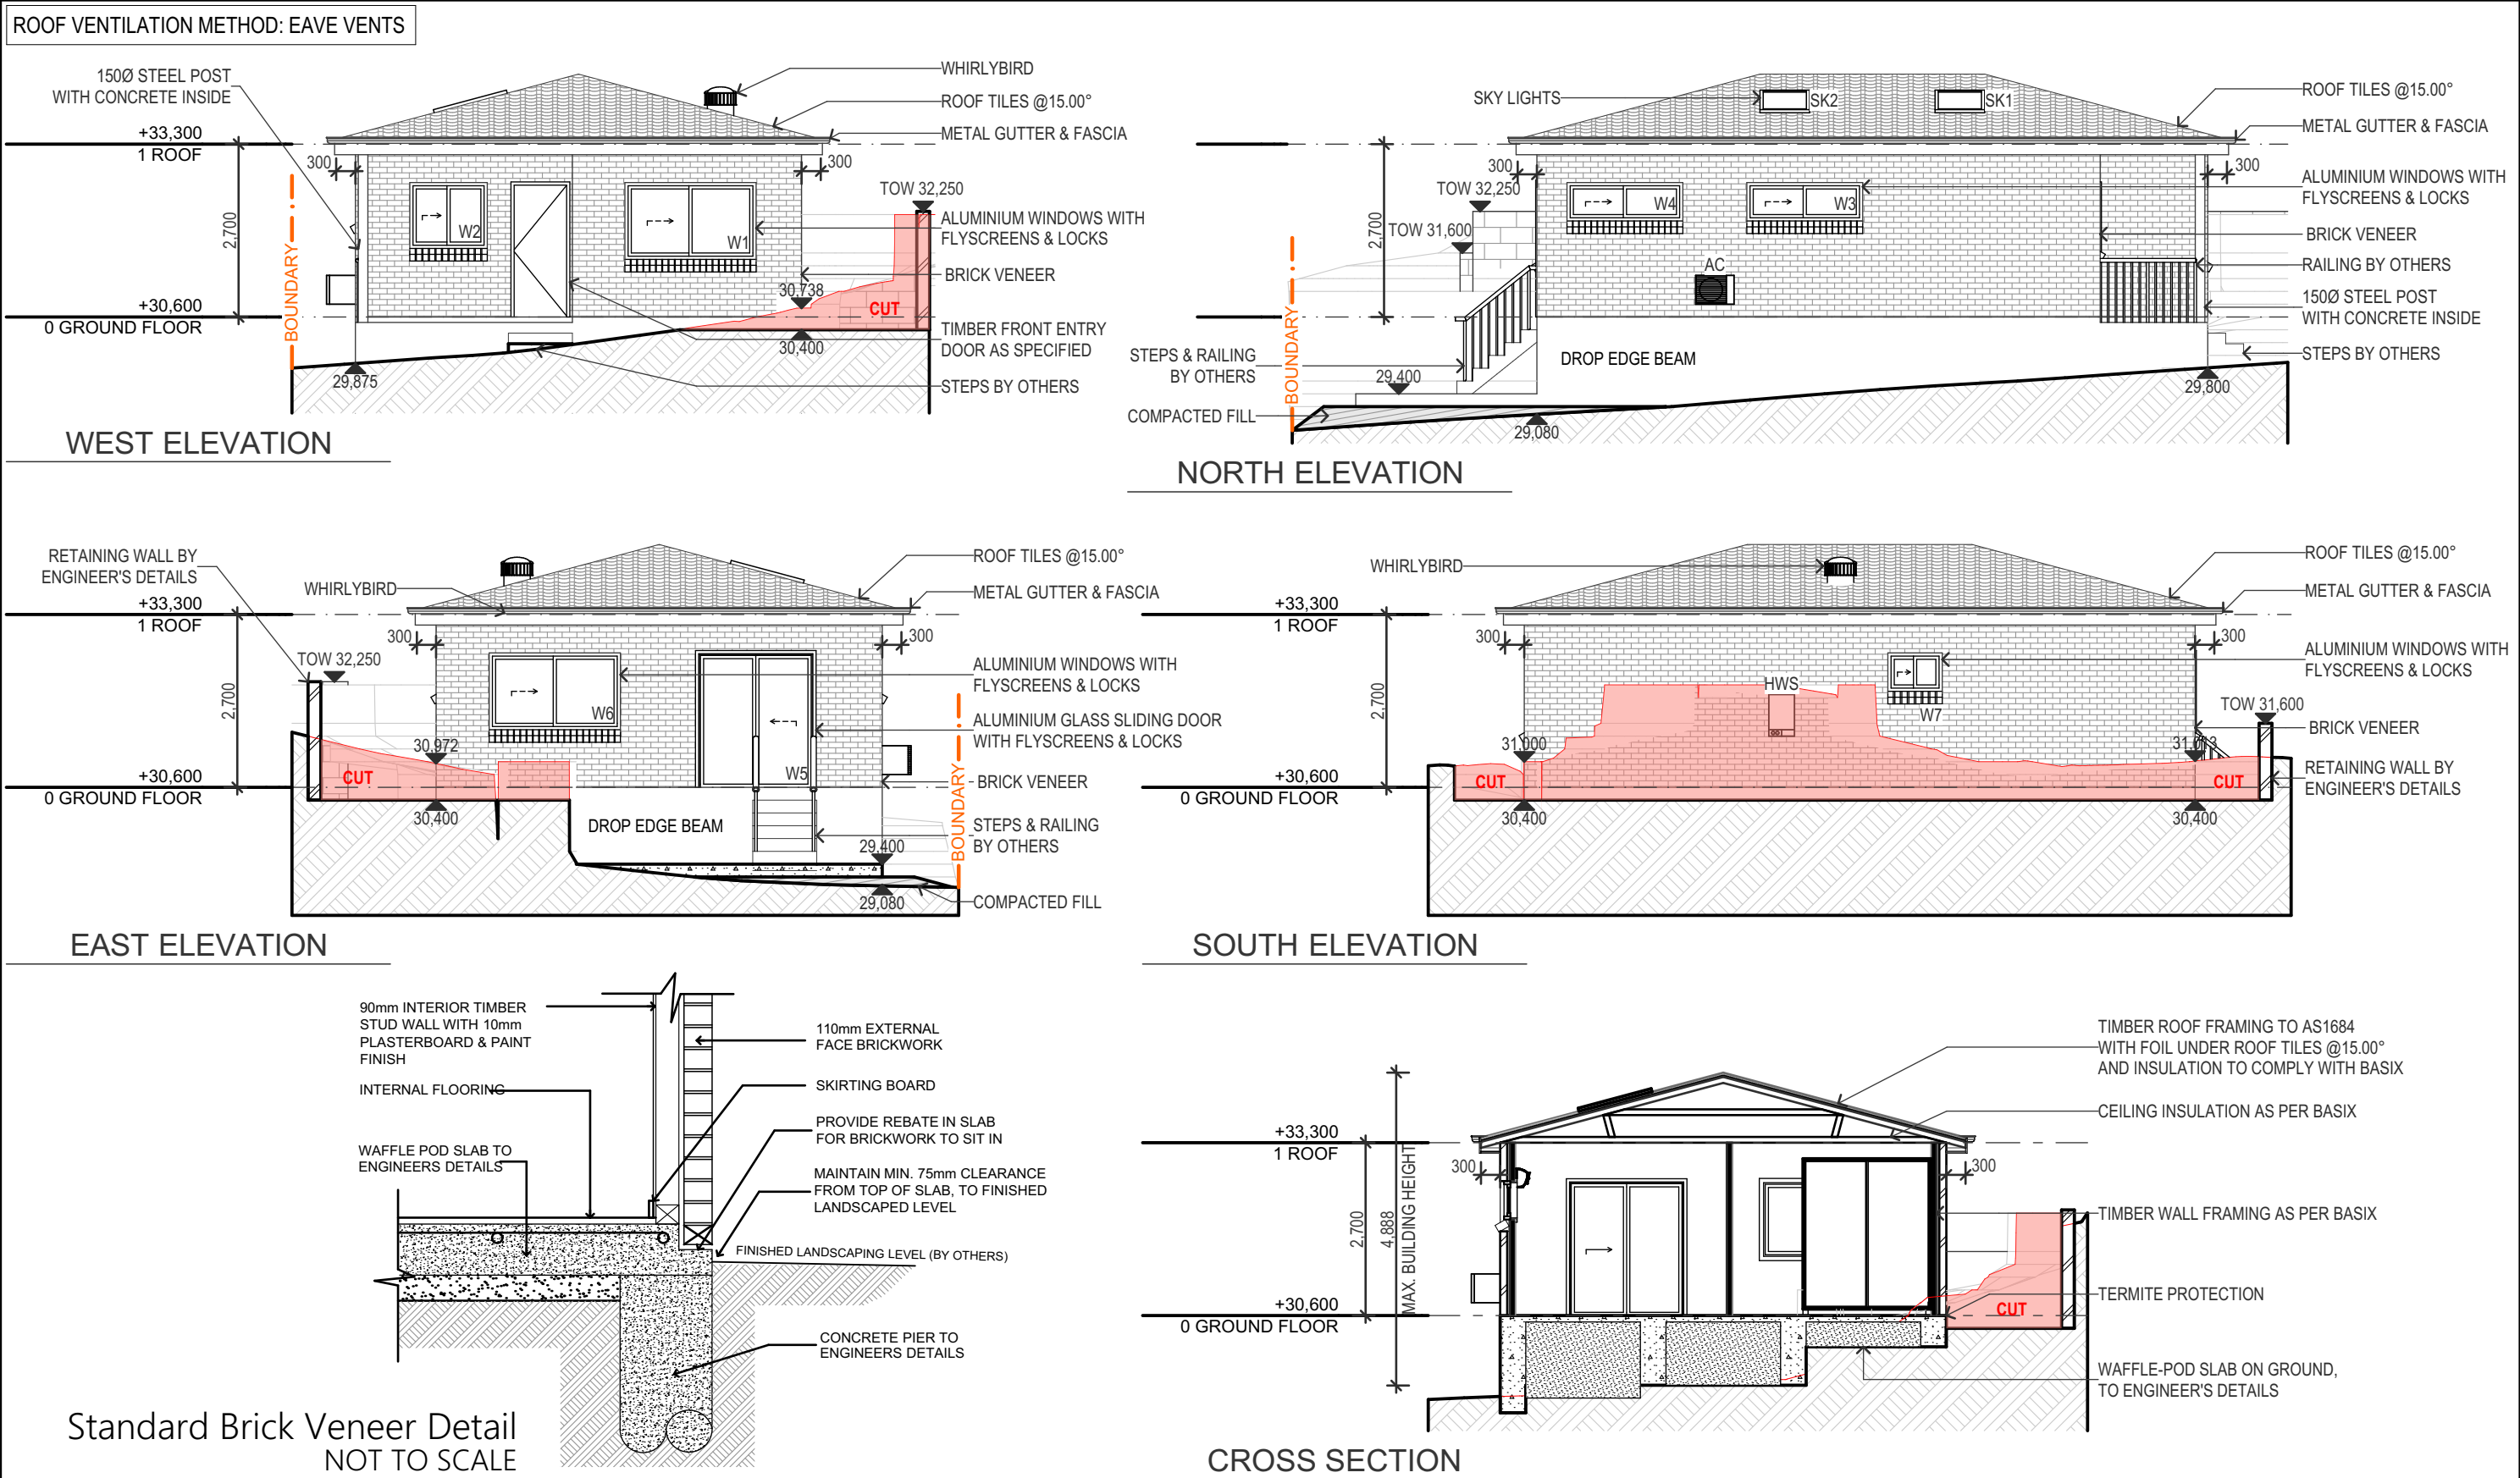 ROOF VENTILATION METHOD: EAVE VENTS
150Ø STEEL POST
WITH CONCRETE INSIDE
+33,300
1 ROOF
300
300
2,700
+30,600
0 GROUND FLOOR
BOUNDARY
W2
W1
TOW 32,250
30,738
CUT
30,400
29,875
WHIRLYBIRD
ROOF TILES @15.00°
METAL GUTTER & FASCIA
ALUMINIUM WINDOWS WITH
FLYSCREENS & LOCKS
BRICK VENEER
TIMBER FRONT ENTRY
DOOR AS SPECIFIED
STEPS BY OTHERS
WEST ELEVATION
SKY LIGHTS
SK2
SK1
300
300
TOW 32,250
TOW 31,600
2,700
W4
W3
AC
BOUNDARY
STEPS & RAILING
BY OTHERS
29,400
COMPACTED FILL
29,080
DROP EDGE BEAM
29,800
ROOF TILES @15.00°
METAL GUTTER & FASCIA
ALUMINIUM WINDOWS WITH
FLYSCREENS & LOCKS
BRICK VENEER
RAILING BY OTHERS
150Ø STEEL POST
WITH CONCRETE INSIDE
STEPS BY OTHERS
NORTH ELEVATION
RETAINING WALL BY
ENGINEER'S DETAILS
WHIRLYBIRD
+33,300
1 ROOF
300
300
TOW 32,250
2,700
W6
W5
30,972
CUT
+30,600
0 GROUND FLOOR
30,400
DROP EDGE BEAM
29,400
29,080
BOUNDARY
ROOF TILES @15.00°
METAL GUTTER & FASCIA
ALUMINIUM WINDOWS WITH
FLYSCREENS & LOCKS
ALUMINIUM GLASS SLIDING DOOR
WITH FLYSCREENS & LOCKS
BRICK VENEER
STEPS & RAILING
BY OTHERS
COMPACTED FILL
EAST ELEVATION
WHIRLYBIRD
+33,300
1 ROOF
300
300
2,700
HWS
W7
31,000
CUT
CUT
+30,600
0 GROUND FLOOR
30,400
30,400
TOW 31,600
ROOF TILES @15.00°
METAL GUTTER & FASCIA
ALUMINIUM WINDOWS WITH
FLYSCREENS & LOCKS
BRICK VENEER
RETAINING WALL BY
ENGINEER'S DETAILS
SOUTH ELEVATION
90mm INTERIOR TIMBER
STUD WALL WITH 10mm
PLASTERBOARD & PAINT
FINISH
INTERNAL FLOORING
WAFFLE POD SLAB TO
ENGINEERS DETAILS
110mm EXTERNAL
FACE BRICKWORK
SKIRTING BOARD
PROVIDE REBATE IN SLAB
FOR BRICKWORK TO SIT IN
MAINTAIN MIN. 75mm CLEARANCE
FROM TOP OF SLAB, TO FINISHED
LANDSCAPED LEVEL
FINISHED LANDSCAPING LEVEL (BY OTHERS)
CONCRETE PIER TO
ENGINEERS DETAILS
Standard Brick Veneer Detail
NOT TO SCALE
+33,300
1 ROOF
300
300
2,700
4,888
MAX. BUILDING HEIGHT
+30,600
0 GROUND FLOOR
CUT
TIMBER ROOF FRAMING TO AS1684
WITH FOIL UNDER ROOF TILES @15.00°
AND INSULATION TO COMPLY WITH BASIX
CEILING INSULATION AS PER BASIX
TIMBER WALL FRAMING AS PER BASIX
TERMITE PROTECTION
WAFFLE-POD SLAB ON GROUND,
TO ENGINEER'S DETAILS
CROSS SECTION